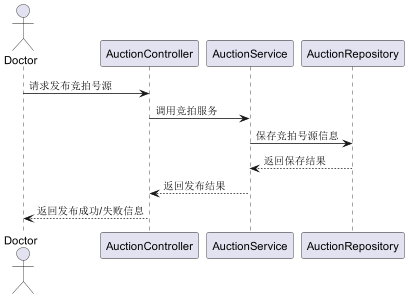 Doctor
AuctionController
AuctionService
AuctionRepository
请求发布竞拍号源
调用竞拍服务
保存竞拍号源信息
返回保存结果
返回发布结果
返回发布成功/失败信息
Doctor
AuctionController
AuctionService
AuctionRepository